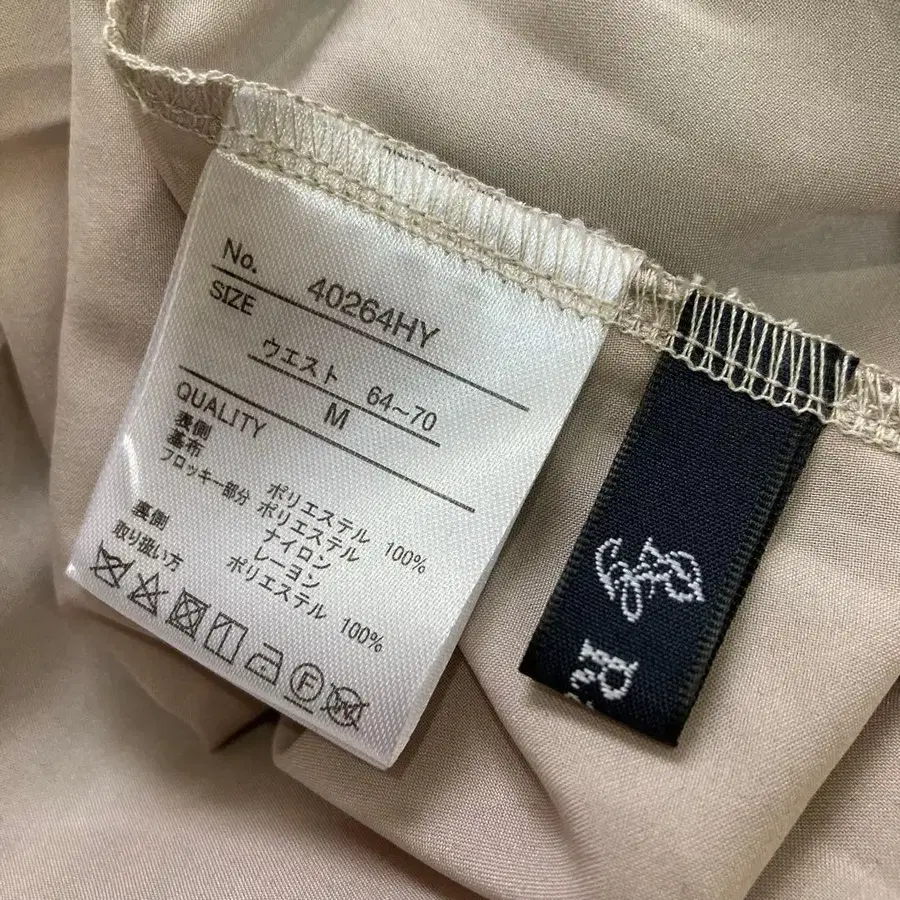 No. 40264HY
SIZE
ウエスト 64~70
M
QUALITY
表側
基布 ポリエステル 100%
フロッキー部分 ポリエステル
ナイロン
レーヨン
裏側 ポリエステル 100%
取り扱い方
F
W
R